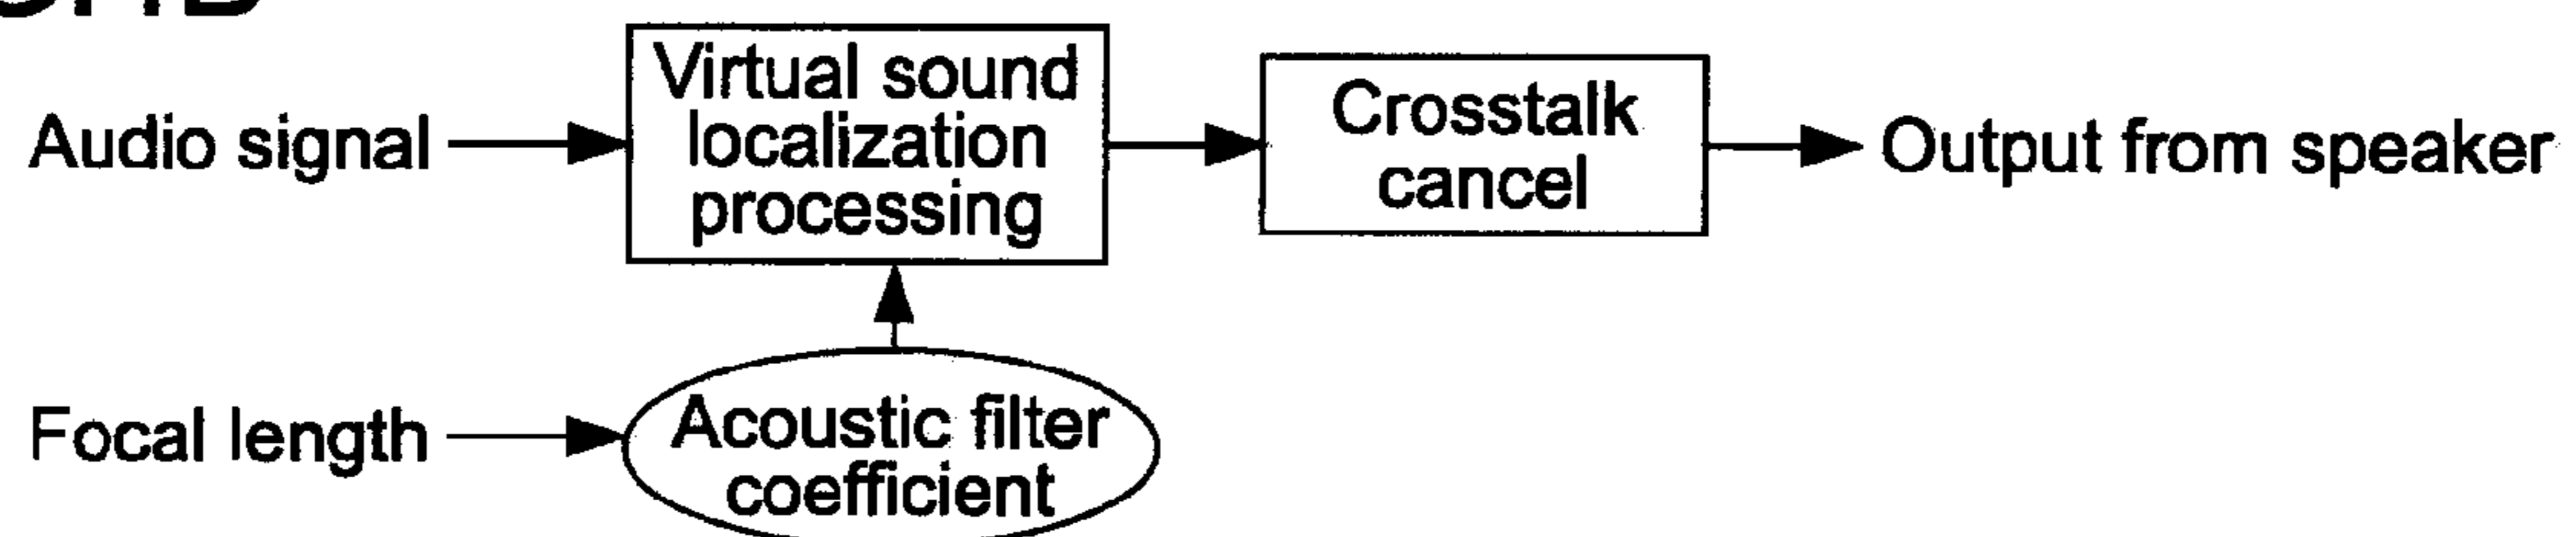 Audio signal
Virtual sound
localization
processing
Crosstalk
cancel
Output from speaker
Focal length
Acoustic filter
coefficient